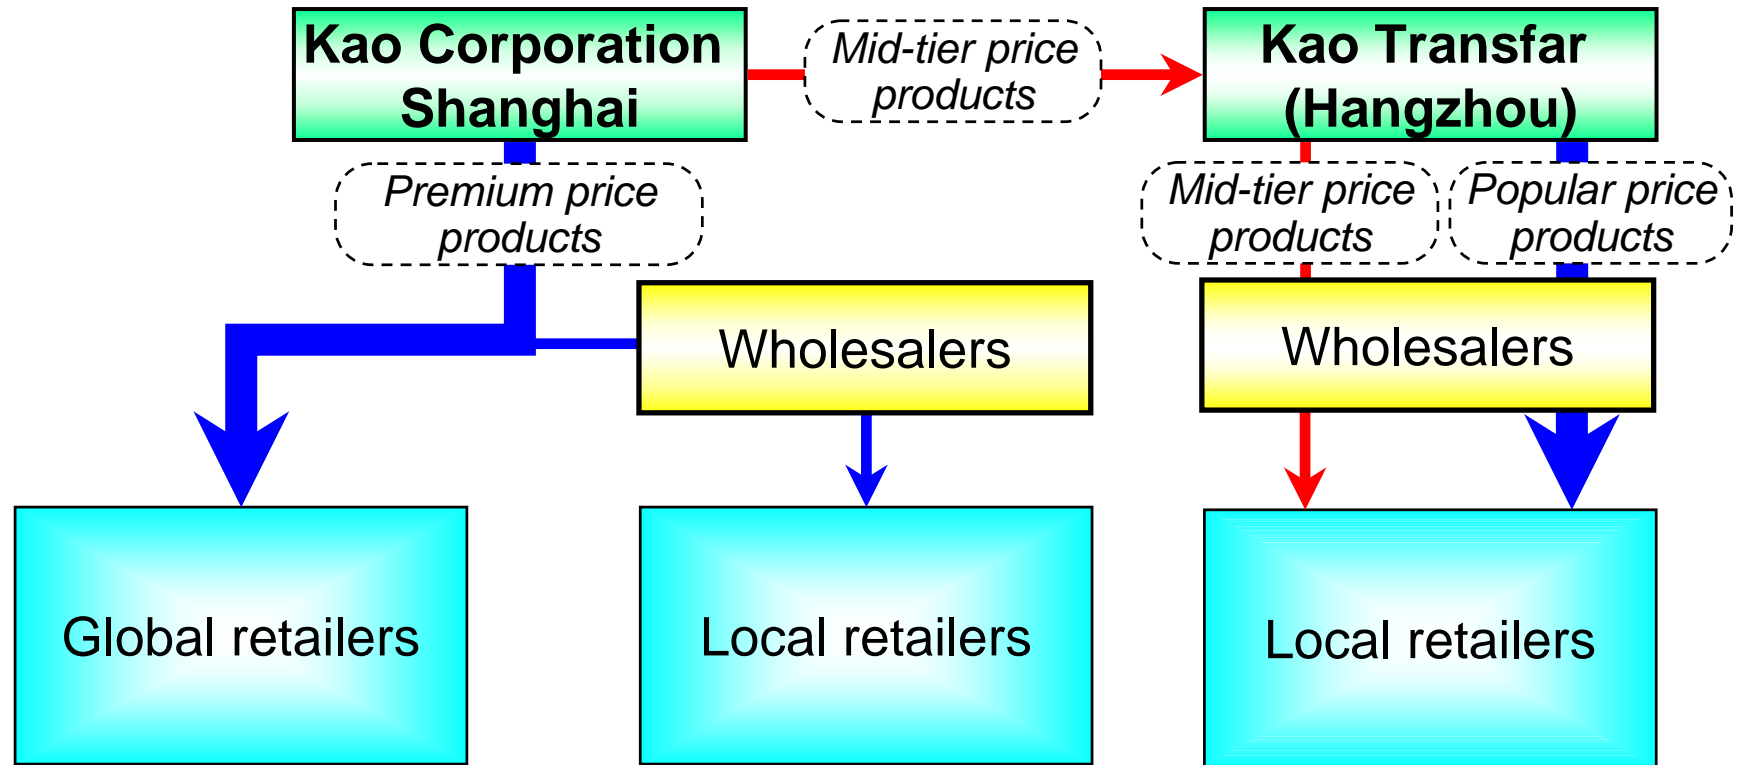 Kao Corporation
Shanghai
Mid-tier price
products
Kao Transfar
(Hangzhou)
Premium price
products
Mid-tier price
products
Popular price
products
Wholesalers
Wholesalers
Global retailers
Local retailers
Local retailers